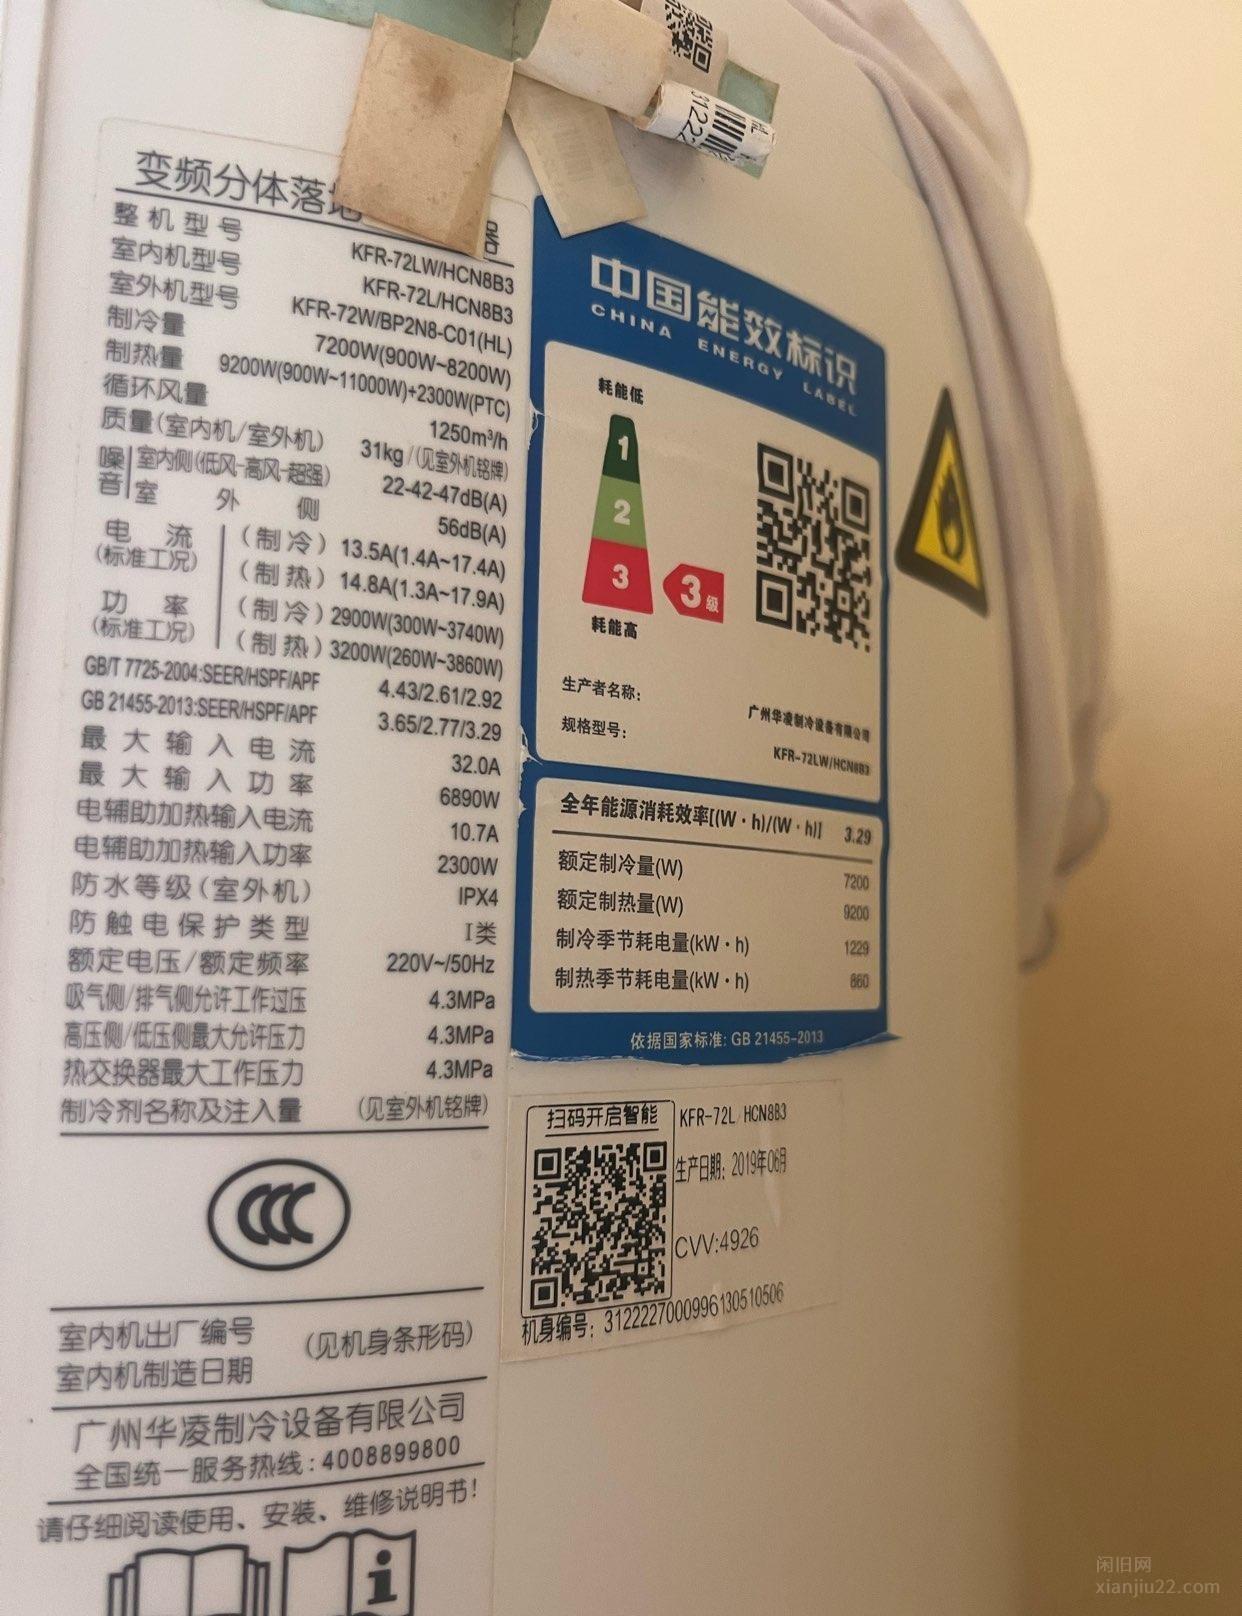 变频分体落地
整机型号 KFR-72LW/HCN8B3
室内机型号 KFR-72L/HCN8B3
室外机型号 KFR-72W/BP2N8-C01(HL)
制冷量 7200W(900W~8200W)
制热量 9200W(900W~11000W)+2300W(PTC)
循环风量 1250m³/h
质量(室内机/室外机) 31kg/(见室外机铭牌)
噪音 室内侧(低风-高风-超强) 22-42-47dB(A)
室外侧 56dB(A)
电流(标准工况) (制冷) 13.5A(1.4A~17.4A)
(制热) 14.8A(1.3A~17.9A)
功率(标准工况) (制冷) 2900W(300W~3740W)
(制热) 3200W(260W~3860W)
GB/T 7725-2004:SEER/HSPF/APF 4.43/2.61/2.92
GB 21455-2013:SEER/HSPF/APF 3.65/2.77/3.29
最大输入电流 32.0A
最大输入功率 6890W
电辅助加热输入电流 10.7A
电辅助加热输入功率 2300W
防水等级(室外机) IPX4
防触电保护类型 I类
额定电压/额定频率 220V~/50Hz
吸气侧/排气侧允许工作过压 4.3MPa
高压侧/低压侧最大允许压力 4.3MPa
热交换器最大工作压力 4.3MPa
制冷剂名称及注入量 (见室外机铭牌)
CCC
室内机出厂编号 (见机身条形码)
室内机制造日期
广州华凌制冷设备有限公司
全国统一服务热线:4008899800
请仔细阅读使用、安装、维修说明书!
中国能效标识
CHINA ENERGY LABEL
耗能低
1
2
3
3级
耗能高
生产者名称: 广州华凌制冷设备有限公司
规格型号: KFR-72LW/HCN8B3
全年能源消耗效率[(W·h)/(W·h)] 3.29
额定制冷量(W) 7200
额定制热量(W) 9200
制冷季节耗电量(kW·h) 1229
制热季节耗电量(kW·h) 860
依据国家标准: GB 21455-2013
扫码开启智能
KFR-72L/HCN8B3
生产日期: 2019年06月
CVV:4926
机身编号: 3122227000996130510506
闲旧网
xianjiu22.com